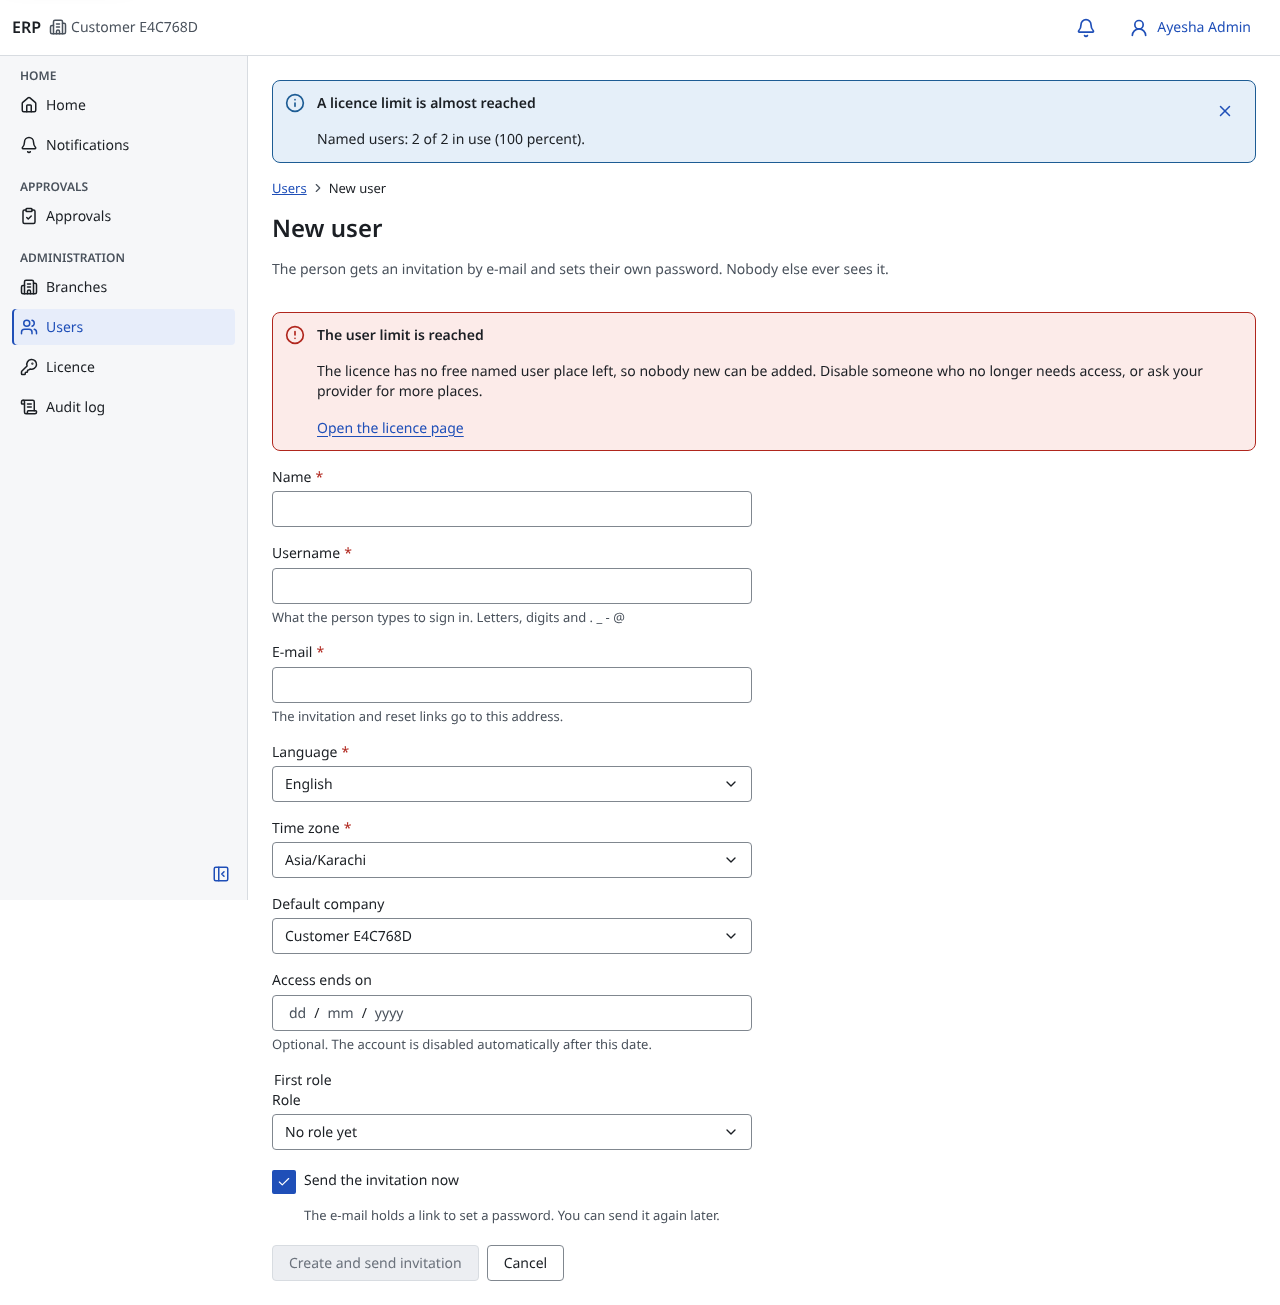 ERP Customer E4C768D
Ayesha Admin
HOME
Home
Notifications
APPROVALS
Approvals
ADMINISTRATION
Branches
Users
Licence
Audit log
A licence limit is almost reached
Named users: 2 of 2 in use (100 percent).
Users > New user
New user
The person gets an invitation by e-mail and sets their own password. Nobody else ever sees it.
The user limit is reached
The licence has no free named user place left, so nobody new can be added. Disable someone who no longer needs access, or ask your
provider for more places.
Open the licence page
Name *
Username *
What the person types to sign in. Letters, digits and . _ - @
E-mail *
The invitation and reset links go to this address.
Language *
English
Time zone *
Asia/Karachi
Default company
Customer E4C768D
Access ends on
dd / mm / yyyy
Optional. The account is disabled automatically after this date.
First role
Role
No role yet
Send the invitation now
The e-mail holds a link to set a password. You can send it again later.
Create and send invitation
Cancel